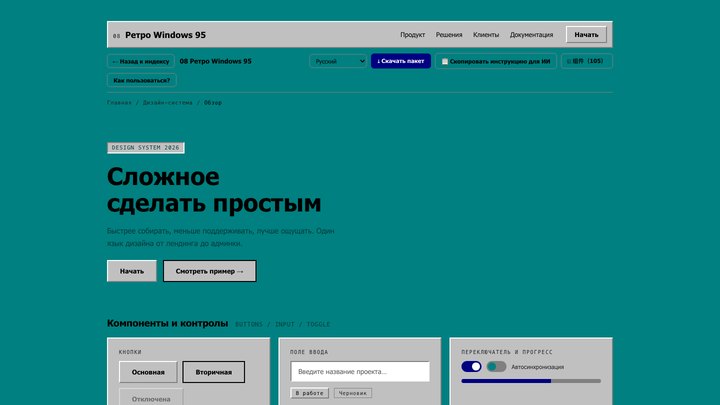 08 Ретро Windows 95 Продукт Решения Клиенты Документация Начать
← Назад к индексу 08 Ретро Windows 95 Русский ↓ Скачать пакет Скопировать инструкцию для ИИ 组件 (105)
Как пользоваться?
Главная / Дизайн-система / Обзор
DESIGN SYSTEM 2026
Сложное
сделать простым
Быстрее собирать, меньше поддерживать, лучше ощущать. Один
язык дизайна от лендинга до админки.
Начать Смотреть пример →
Компоненты и контролы BUTTONS / INPUT / TOGGLE
КНОПКИ
Основная Вторичная
Отключена
ПОЛЕ ВВОДА
Введите название проекта...
В работе Черновик
ПЕРЕКЛЮЧАТЕЛЬ И ПРОГРЕСС
Автосинхронизация